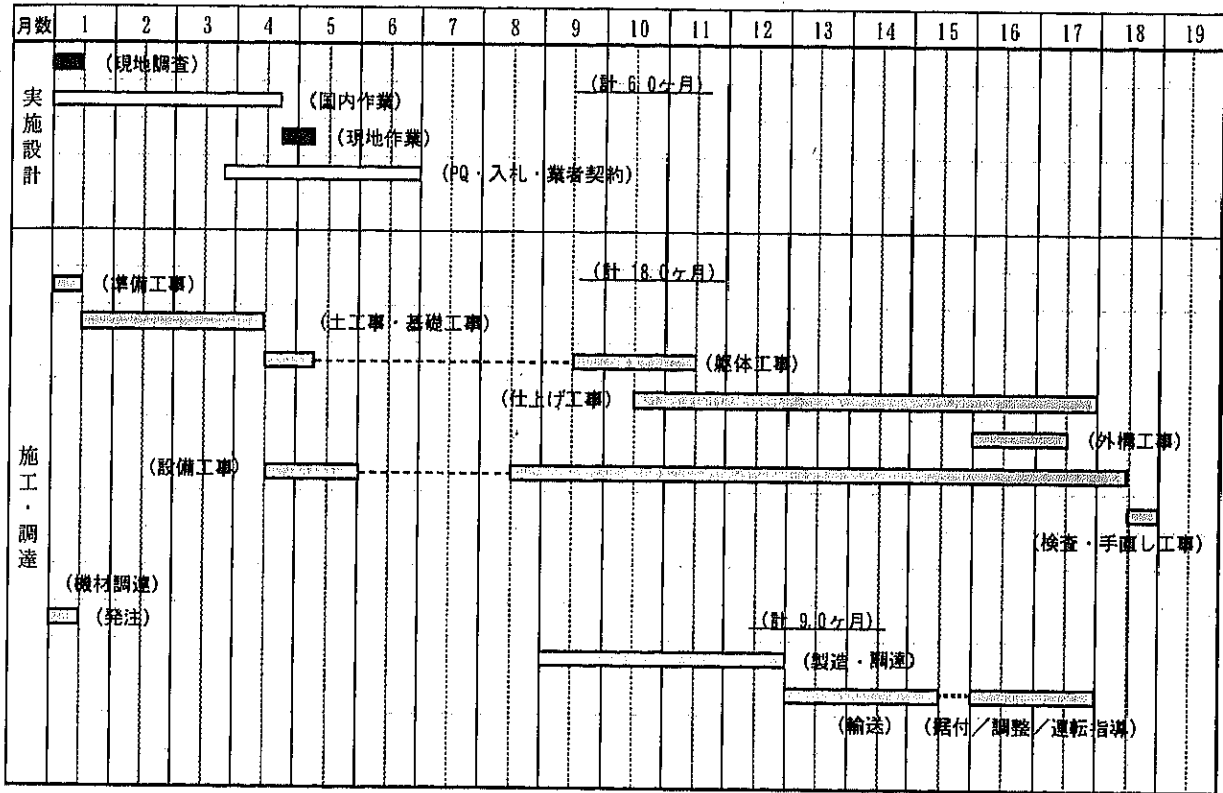 月数 1 2 3 4 5 6 7 8 9 10 11 12 13 14 15 16 17 18 19
実施設計
(現地調査)
(計 6.0ヶ月)
(国内作業)
(現地作業)
(PQ・入札・業者契約)
施工・調達
(準備工事)
(計 18.0ヶ月)
(土工事・基礎工事)
(躯体工事)
(仕上げ工事)
(外構工事)
(設備工事)
(検査・手直し工事)
(機材調達)
(発注)
(計 9.0ヶ月)
(製造・調達)
(輸送) (据付／調整／運転指導)